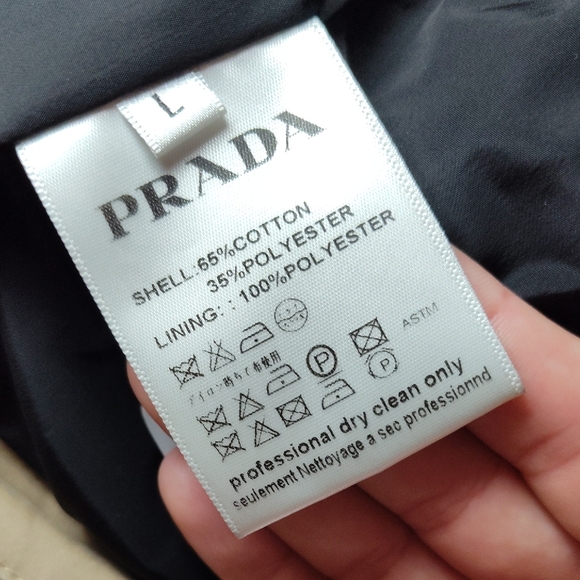 L
PRADA
SHELL:65%COTTON
35%POLYESTER
LINING: : 100%POLYESTER
P
ASTM
P
professional dry clean only
seulement Nettoyage a sec professionnd